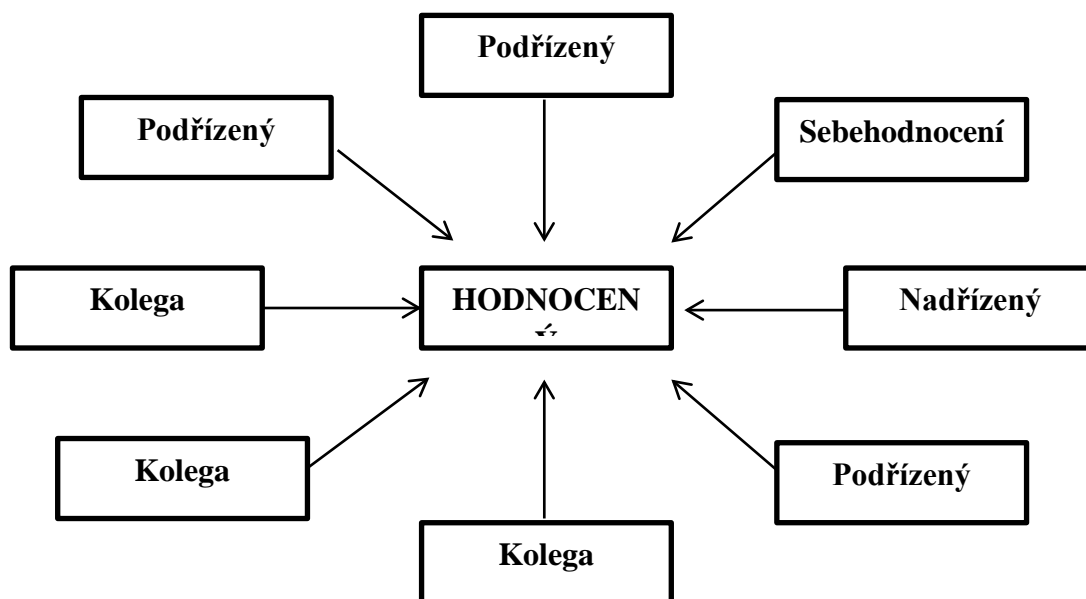 Podřízený
Podřízený
Sebehodnocení
Kolega
HODNOCEN
Ý
Nadřízený
Kolega
Podřízený
Kolega